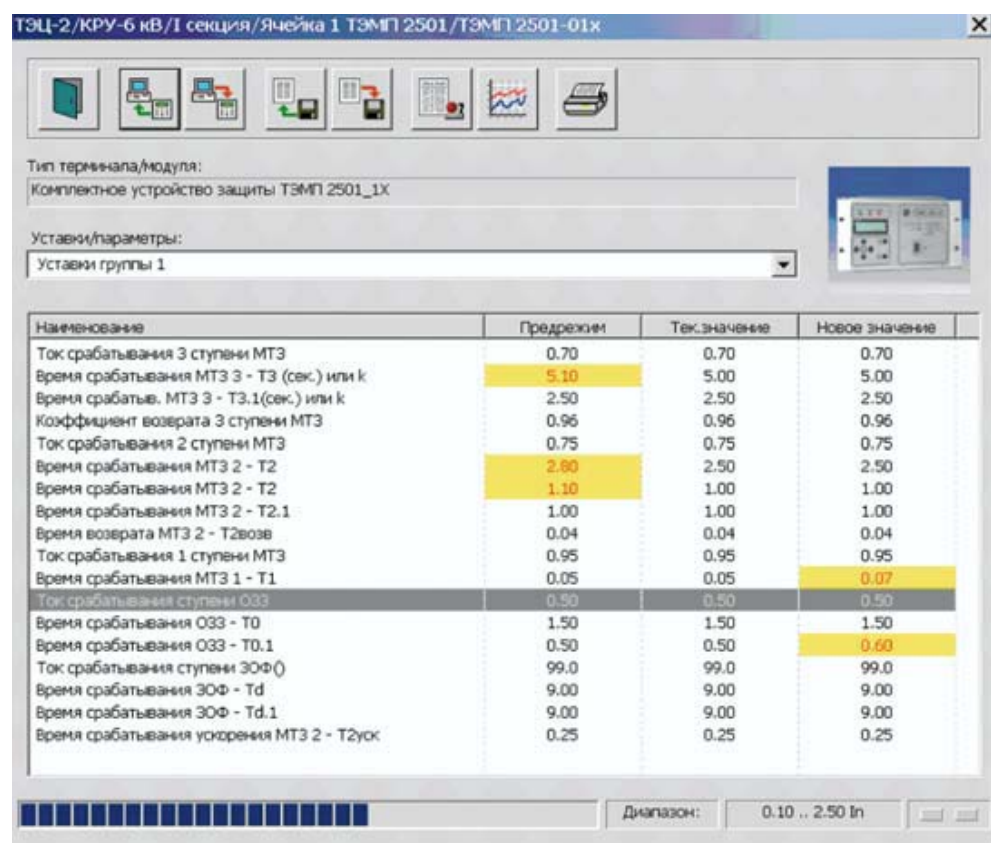 ТЭЦ-2/КРУ-6 кВ/I секция/Ячейка 1 ТЭМП 2501/ТЭМП 2501-01x
Тип терминала/модуля:
Комплектное устройство защиты ТЭМП 2501_1X
Уставки/параметры:
Уставки группы 1
Наименование Предрежим Тек.значение Новое значение
Ток срабатывания 3 ступени МТЗ 0.70 0.70 0.70
Время срабатывания МТЗ 3 - Т3 (сек.) или k 5.10 5.00 5.00
Время срабатыв. МТЗ 3 - Т3.1(сек.) или k 2.50 2.50 2.50
Коэффициент возврата 3 ступени МТЗ 0.96 0.96 0.96
Ток срабатывания 2 ступени МТЗ 0.75 0.75 0.75
Время срабатывания МТЗ 2 - Т2 2.80 2.50 2.50
Время срабатывания МТЗ 2 - Т2 1.10 1.00 1.00
Время срабатывания МТЗ 2 - Т2.1 1.00 1.00 1.00
Время возврата МТЗ 2 - Т2возв 0.04 0.04 0.04
Ток срабатывания 1 ступени МТЗ 0.95 0.95 0.95
Время срабатывания МТЗ 1 - Т1 0.05 0.05 0.07
Ток срабатывания ступени ОЗЗ 0.50 0.50 0.50
Время срабатывания ОЗЗ - Т0 1.50 1.50 1.50
Время срабатывания ОЗЗ - Т0.1 0.50 0.50 0.60
Ток срабатывания ступени ЗОФ() 99.0 99.0 99.0
Время срабатывания ЗОФ - Td 9.00 9.00 9.00
Время срабатывания ЗОФ - Td.1 9.00 9.00 9.00
Время срабатывания ускорения МТЗ 2 - Т2уск 0.25 0.25 0.25
Диапазон: 0.10 .. 2.50 In